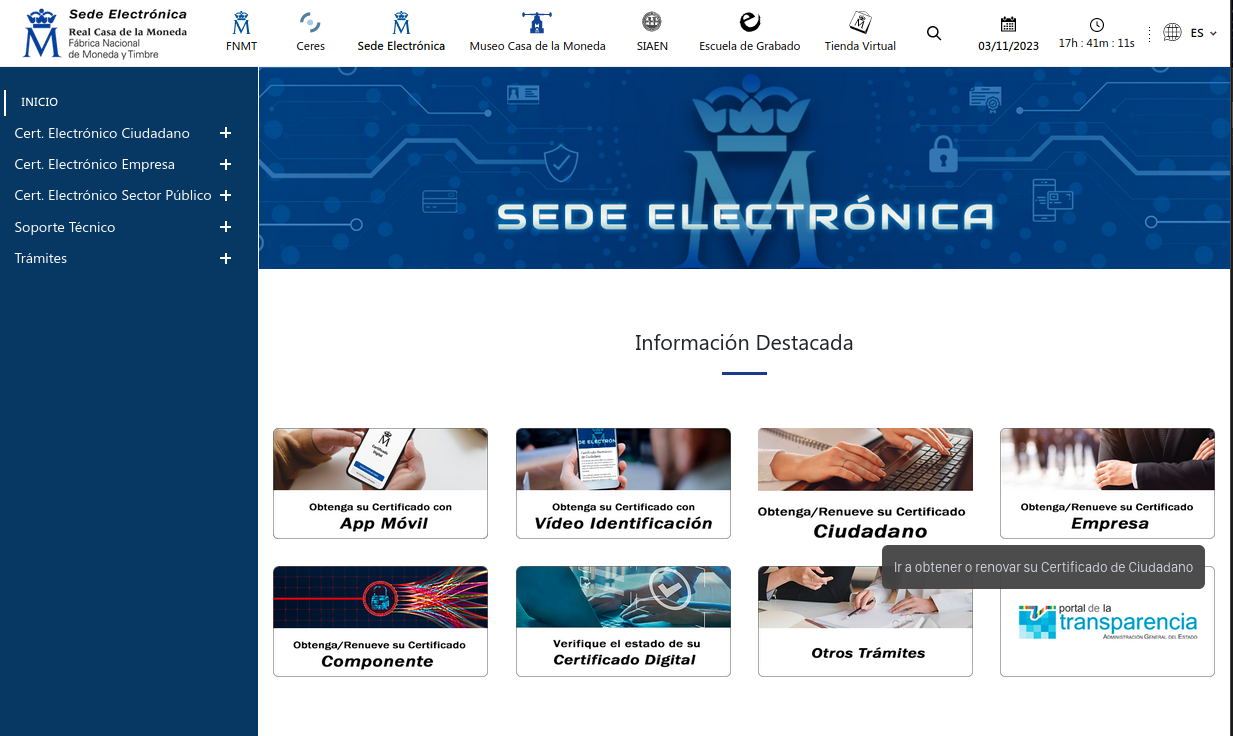 Sede Electrónica
Real Casa de la Moneda
Fábrica Nacional
de Moneda y Timbre
FNMT
Ceres
Sede Electrónica
Museo Casa de la Moneda
SIAEN
Escuela de Grabado
Tienda Virtual
03/11/2023
17h : 41m : 11s
ES
INICIO
Cert. Electrónico Ciudadano
Cert. Electrónico Empresa
Cert. Electrónico Sector Público
Soporte Técnico
Trámites
SEDE ELECTRÓNICA
Información Destacada
Obtenga su Certificado con
App Móvil
Obtenga su Certificado con
Vídeo Identificación
Obtenga/Renueve su Certificado
Ciudadano
Obtenga/Renueve su Certificado
Empresa
Ir a obtener o renovar su Certificado de Ciudadano
Obtenga/Renueve su Certificado
Componente
Verifique el estado de su
Certificado Digital
Otros Trámites
portal de la
transparencia
ADMINISTRACIÓN GENERAL DEL ESTADO